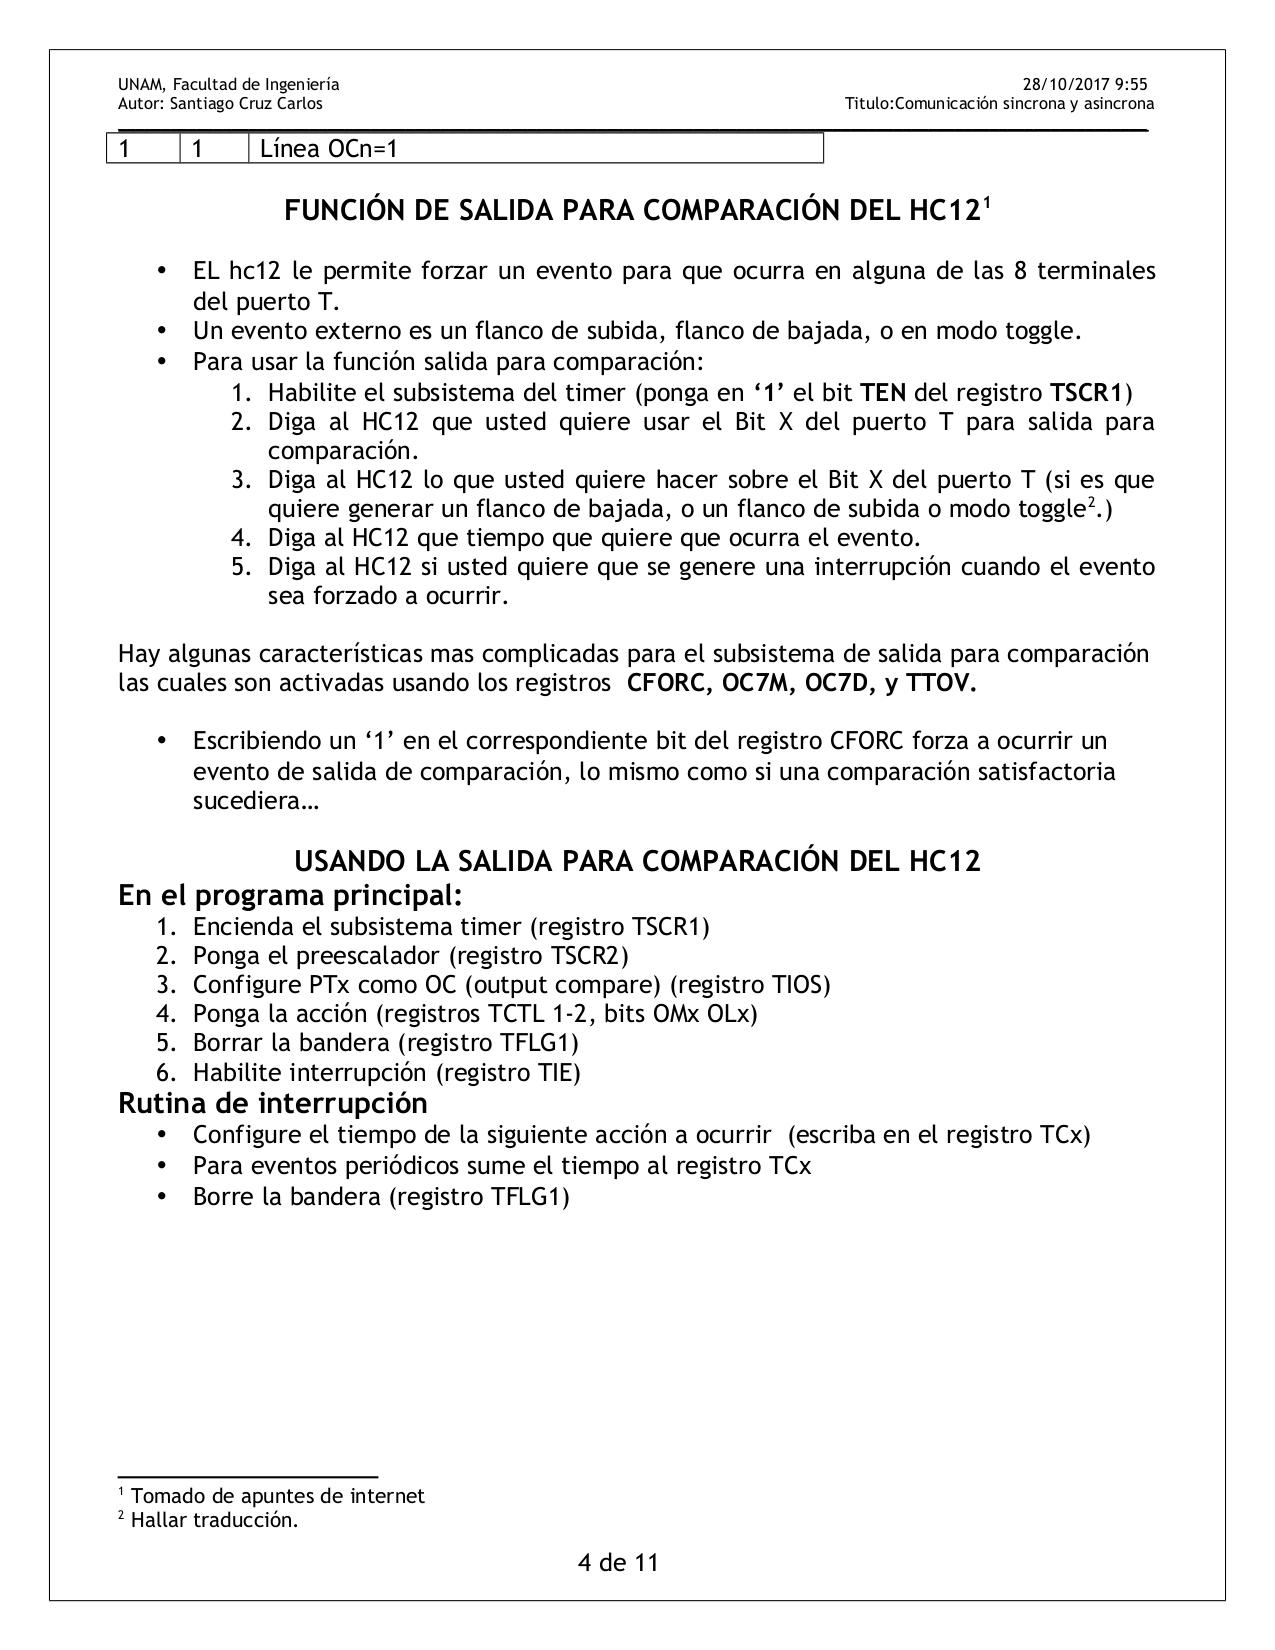 UNAM, Facultad de Ingeniería 28/10/2017 9:55
Autor: Santiago Cruz Carlos Titulo:Comunicación sincrona y asincrona
1 1 Línea OCn=1
FUNCIÓN DE SALIDA PARA COMPARACIÓN DEL HC12¹
• EL hc12 le permite forzar un evento para que ocurra en alguna de las 8 terminales
del puerto T.
• Un evento externo es un flanco de subida, flanco de bajada, o en modo toggle.
• Para usar la función salida para comparación:
1. Habilite el subsistema del timer (ponga en ‘1’ el bit TEN del registro TSCR1)
2. Diga al HC12 que usted quiere usar el Bit X del puerto T para salida para
comparación.
3. Diga al HC12 lo que usted quiere hacer sobre el Bit X del puerto T (si es que
quiere generar un flanco de bajada, o un flanco de subida o modo toggle².)
4. Diga al HC12 que tiempo que quiere que ocurra el evento.
5. Diga al HC12 si usted quiere que se genere una interrupción cuando el evento
sea forzado a ocurrir.
Hay algunas características mas complicadas para el subsistema de salida para comparación
las cuales son activadas usando los registros CFORC, OC7M, OC7D, y TTOV.
• Escribiendo un ‘1’ en el correspondiente bit del registro CFORC forza a ocurrir un
evento de salida de comparación, lo mismo como si una comparación satisfactoria
sucediera…
USANDO LA SALIDA PARA COMPARACIÓN DEL HC12
En el programa principal:
1. Encienda el subsistema timer (registro TSCR1)
2. Ponga el preescalador (registro TSCR2)
3. Configure PTx como OC (output compare) (registro TIOS)
4. Ponga la acción (registros TCTL 1-2, bits OMx OLx)
5. Borrar la bandera (registro TFLG1)
6. Habilite interrupción (registro TIE)
Rutina de interrupción
• Configure el tiempo de la siguiente acción a ocurrir (escriba en el registro TCx)
• Para eventos periódicos sume el tiempo al registro TCx
• Borre la bandera (registro TFLG1)
¹ Tomado de apuntes de internet
² Hallar traducción.
4 de 11